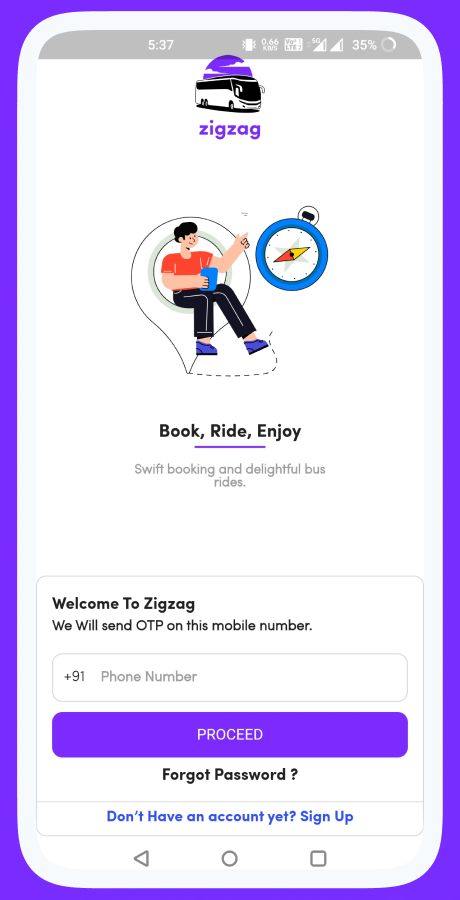 5:37
0.66
KB/S
5G
35%
zigzag
Book, Ride, Enjoy
Swift booking and delightful bus
rides.
Welcome To Zigzag
We Will send OTP on this mobile number.
+91 Phone Number
PROCEED
Forgot Password ?
Don't Have an account yet? Sign Up